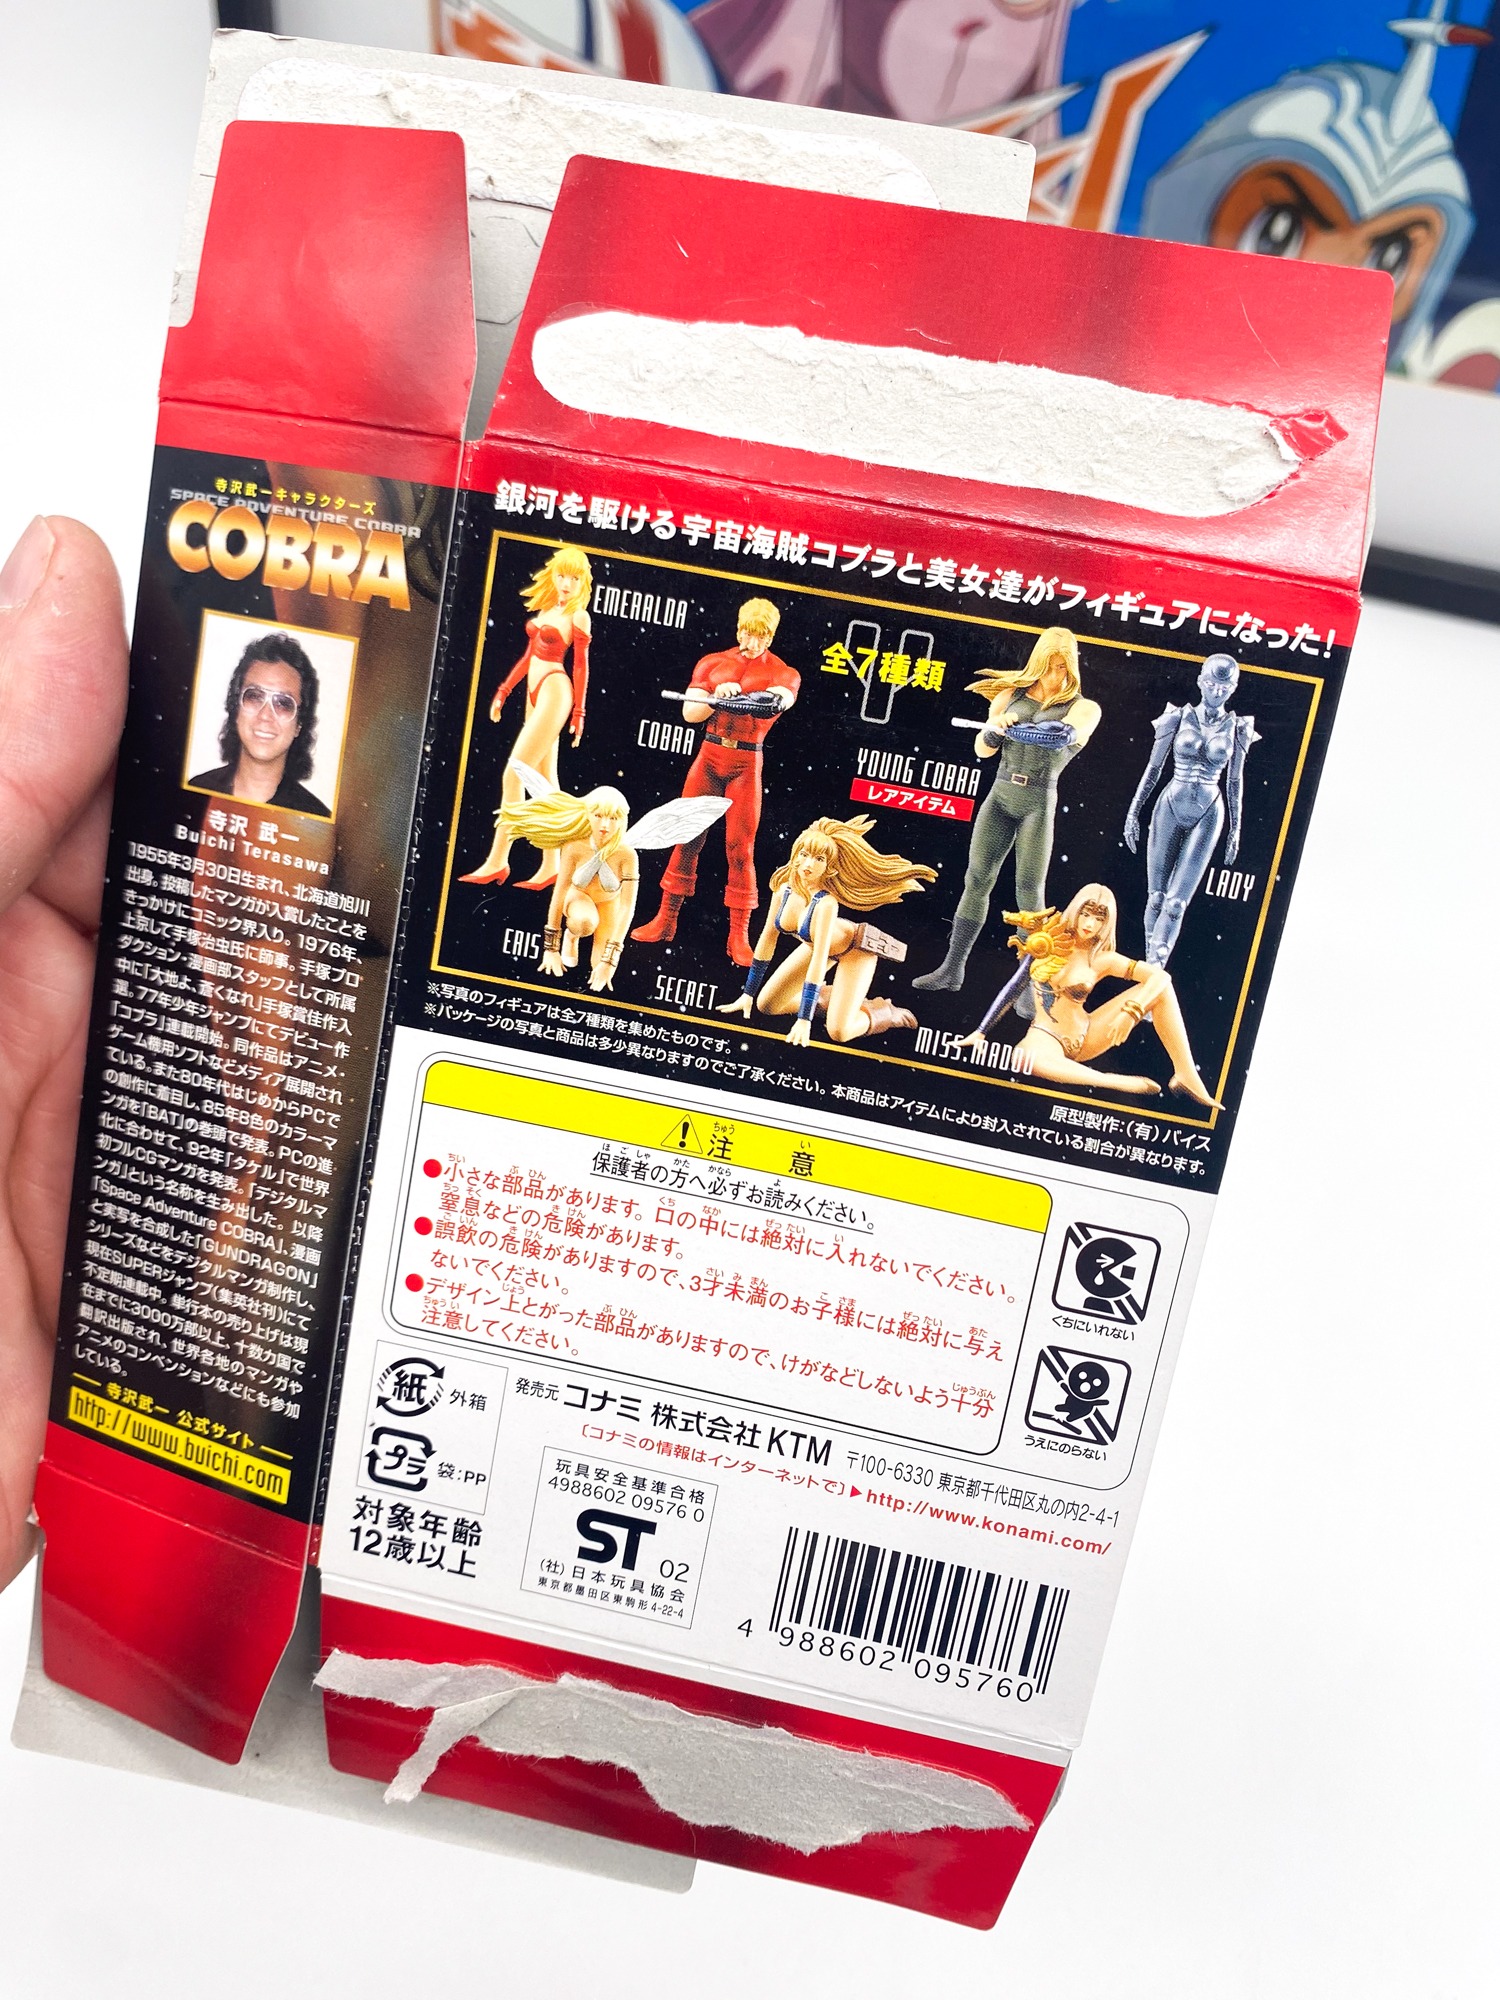 寺沢武一キャラクターズ
SPACE ADVENTURE COBRA
COBRA
寺沢 武一
Buichi Terasawa
1955年3月30日生まれ、北海道旭川
出身。投稿したマンガが入賞したことを
きっかけにコミック界入り。1976年、
上京して手塚治虫氏に師事。手塚プロ
ダクション・漫画部スタッフとして所属
中に「大地よ、蒼くなれ」手塚賞佳作入
選。77年少年ジャンプにてデビュー作
「コブラ」連載開始。同作品はアニメ・
ゲーム機用ソフトなどメディア展開され
ている。また80年代はじめからPCで
の創作に着目し、85年8色のカラーマ
ンガを「BAT」の巻頭で発表。PCの進
化に合わせて、92年「タケル」で世界
初フルCGマンガを発表。「デジタルマ
ンガ」という名称を生み出した。以降
「Space Adventure COBRA」、漫画
と実写を合成した「GUNDRAGON」
シリーズなどをデジタルマンガ制作し、
現在SUPERジャンプ(集英社刊)にて
不定期連載中。単行本の売り上げは現
在までに3000万部以上、十数カ国で
翻訳出版され、世界各地のマンガや
アニメのコンベンションなどにも参加
している。
寺沢武一 公式サイト
http://www.buichi.com
銀河を駆ける宇宙海賊コブラと美女達がフィギュアになった!
EMERALDA
COBRA
全7種類
YOUNG COBRA
レアアイテム
LADY
ERIS
SECRET
MISS.MADOU
※写真のフィギュアは全7種類を集めたものです。
原型製作:(有)バイス
※パッケージの写真と商品は多少異なりますのでご了承ください。本商品はアイテムにより封入されている割合が異なります。
注意
ちゅう い
保護者の方へ必ずお読みください。
ほごしゃ かた かなら
●小さな部品があります。口の中には絶対に入れないでください。
窒息などの危険があります。
●誤飲の危険がありますので、3才未満のお子様には絶対に与え
ないでください。
●デザイン上とがった部品がありますので、けがなどしないよう十分
注意してください。
くちにいれない
うえにのらない
紙 外箱
プラ 袋:PP
対象年齢
12歳以上
発売元 コナミ 株式会社 KTM 〒100-6330 東京都千代田区丸の内2-4-1
〔コナミの情報はインターネットで〕▶http://www.konami.com/
玩具安全基準合格
4988602 09576 0
ST 02
(社)日本玩具協会
東京都墨田区東駒形4-22-4
4 988602 095760